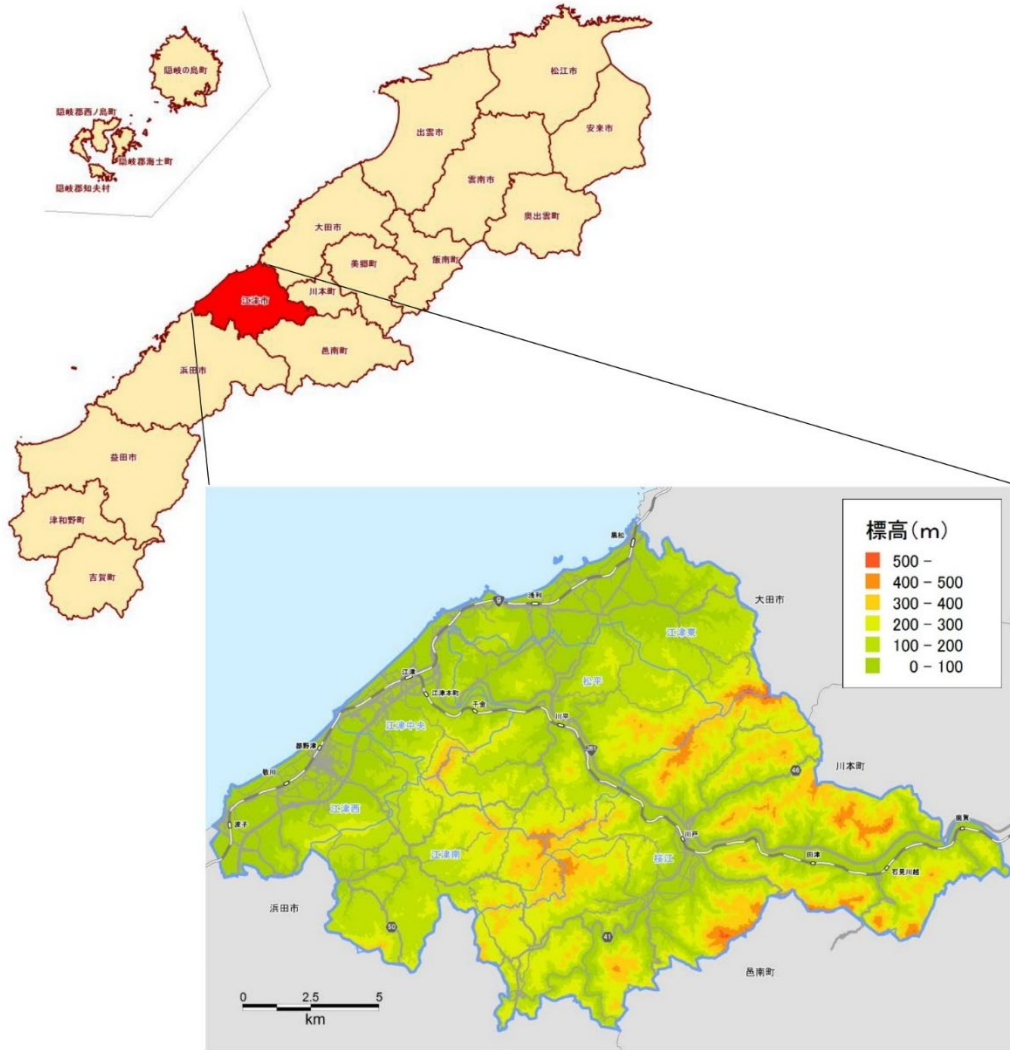 隠岐の島町
隠岐郡西ノ島町
隠岐郡海士町
隠岐郡知夫村
松江市
出雲市
安来市
雲南市
奥出雲町
大田市
飯南町
美郷町
川本町
江津市
邑南町
浜田市
益田市
津和野町
吉賀町
標高(m)
500 -
400 - 500
300 - 400
200 - 300
100 - 200
0 - 100
黒松
9
浅利
大田市
江津東
江津
松平
江津本町
千金
川平
江津中央
261
都野津
敬川
川本町
46
江津西
波子
江津南
川戸
桜江
田津
鹿賀
石見川越
浜田市
50
41
邑南町
0 2.5 5
km